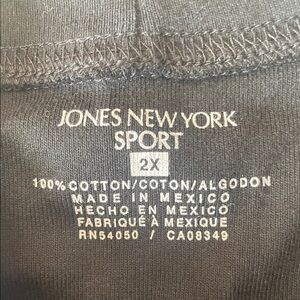 JONES NEW YORK
SPORT
2X
100% COTTON/COTON/ALGODON
MADE IN MEXICO
HECHO EN MEXICO
FABRIQUÉ À MEXIQUE
RN54050 / CA08349